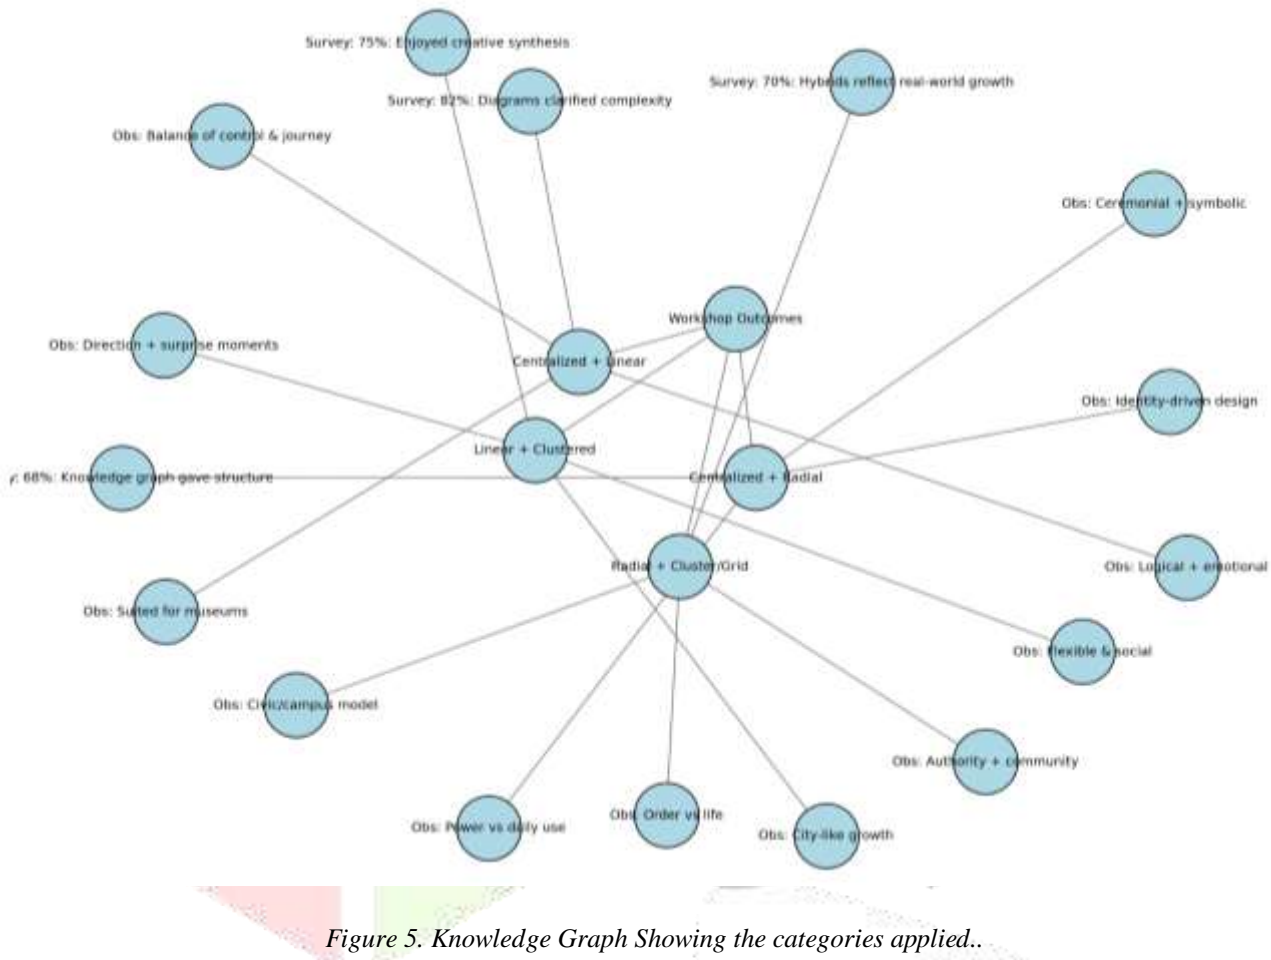 Survey: 75%: Enjoyed creative synthesis
Survey: 82%: Diagrams clarified complexity
Survey: 70%: Hybrids reflect real-world growth
Obs: Balance of control & journey
Obs: Ceremonial + symbolic
Workshop Outcomes
Obs: Direction + surprise moments
Centralized + Linear
Obs: Identity-driven design
Linear + Clustered
y: 68%: Knowledge graph gave structure
Centralized + Radial
Radial + Cluster/Grid
Obs: Logical + emotional
Obs: Suited for museums
Obs: Flexible & social
Obs: Civic/campus model
Obs: Authority + community
Obs: Power vs daily use
Obs: Order vs life
Obs: City-like growth
Figure 5. Knowledge Graph Showing the categories applied..